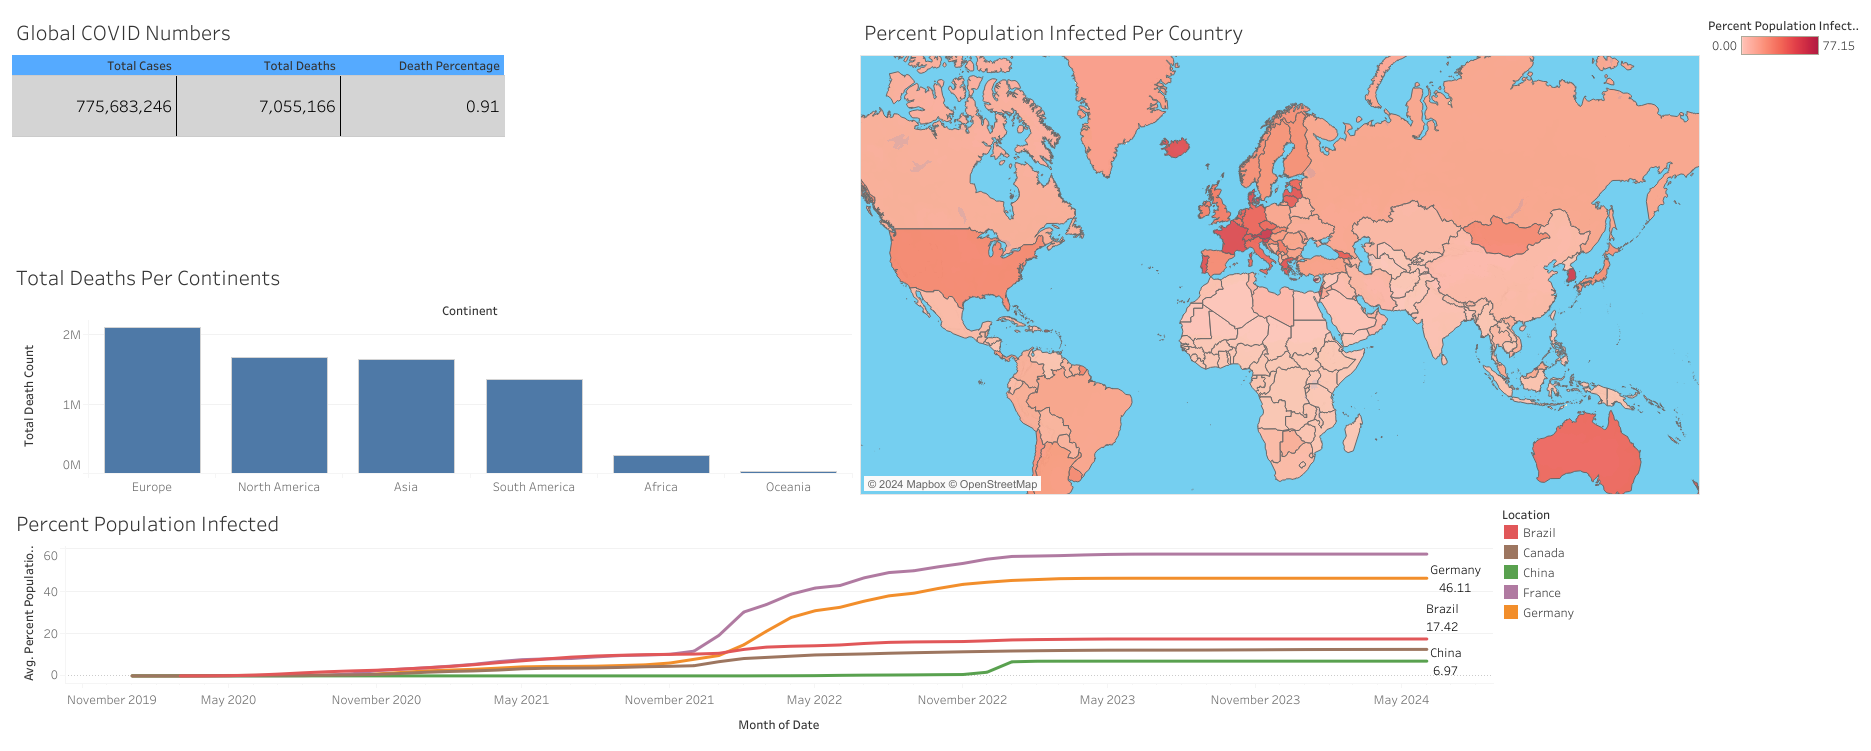 Global COVID Numbers
Total Cases Total Deaths Death Percentage
775,683,246 7,055,166 0.91
Percent Population Infected Per Country
Percent Population Infect..
0.00 77.15
© 2024 Mapbox © OpenStreetMap
Total Deaths Per Continents
Continent
Total Death Count
2M
1M
0M
Europe North America Asia South America Africa Oceania
Percent Population Infected
Avg. Percent Populatio..
60
40
20
0
Germany
46.11
Brazil
17.42
China
6.97
November 2019 May 2020 November 2020 May 2021 November 2021 May 2022 November 2022 May 2023 November 2023 May 2024
Month of Date
Location
Brazil
Canada
China
France
Germany